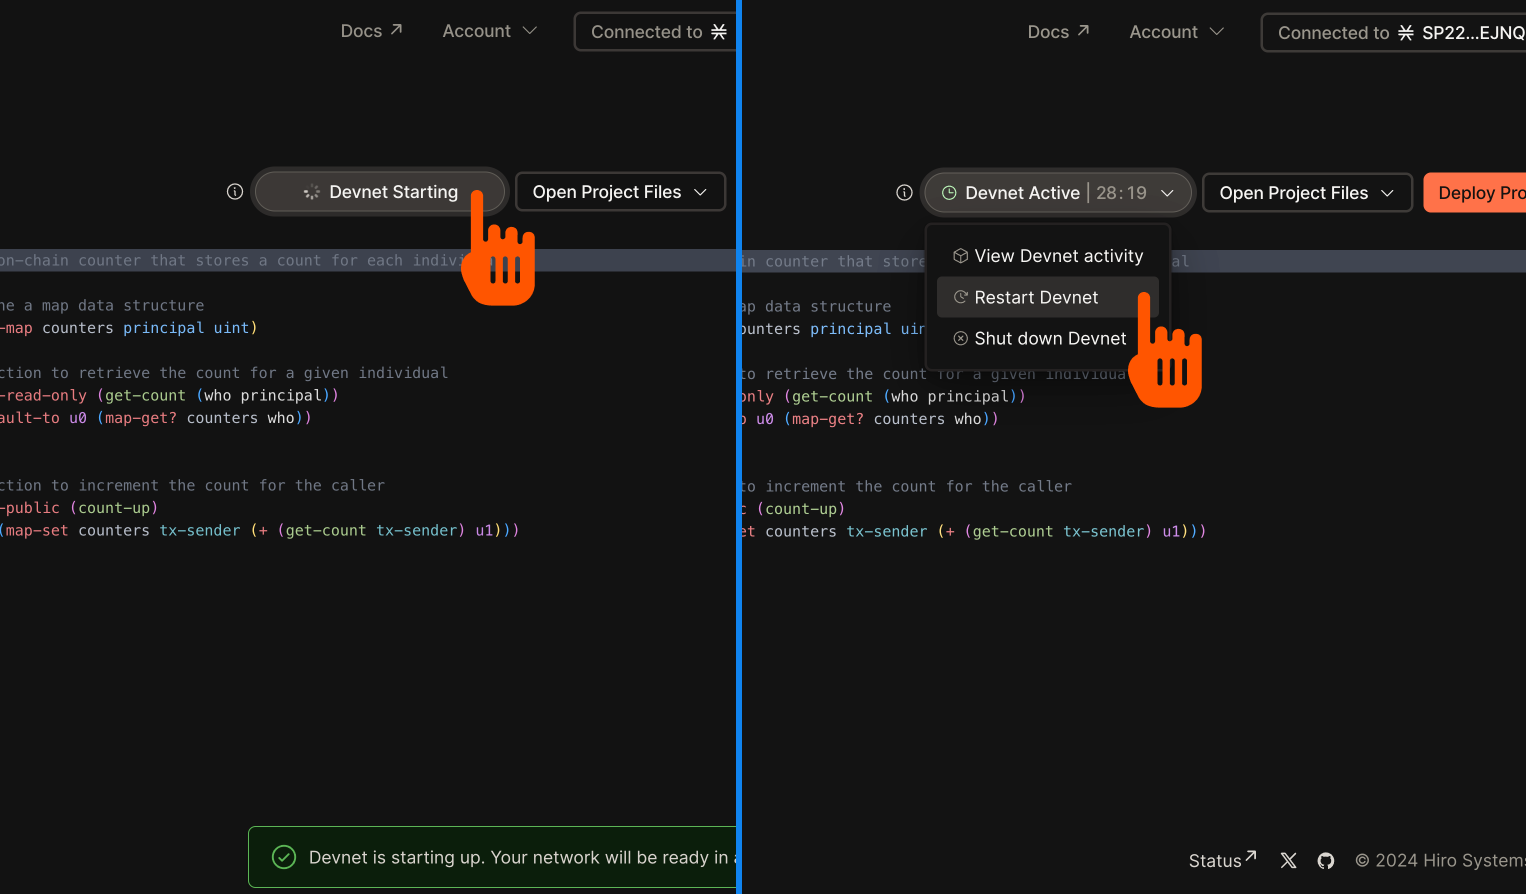 Docs
Account
Connected to
Devnet Starting
Open Project Files
on-chain counter that stores a count for each indivi
ne a map data structure
-map counters principal uint)
ction to retrieve the count for a given individual
-read-only (get-count (who principal))
ault-to u0 (map-get? counters who))
ction to increment the count for the caller
-public (count-up)
(map-set counters tx-sender (+ (get-count tx-sender) u1)))
Devnet is starting up. Your network will be ready in a
Docs
Account
Connected to SP22...EJNQ
Devnet Active | 28:19
Open Project Files
Deploy Pro
View Devnet activity
Restart Devnet
Shut down Devnet
in counter that store al
ap data structure
ounters principal uin
to retrieve the count for a given individua
only (get-count (who principal))
o u0 (map-get? counters who))
to increment the count for the caller
c (count-up)
et counters tx-sender (+ (get-count tx-sender) u1)))
Status
© 2024 Hiro Systems